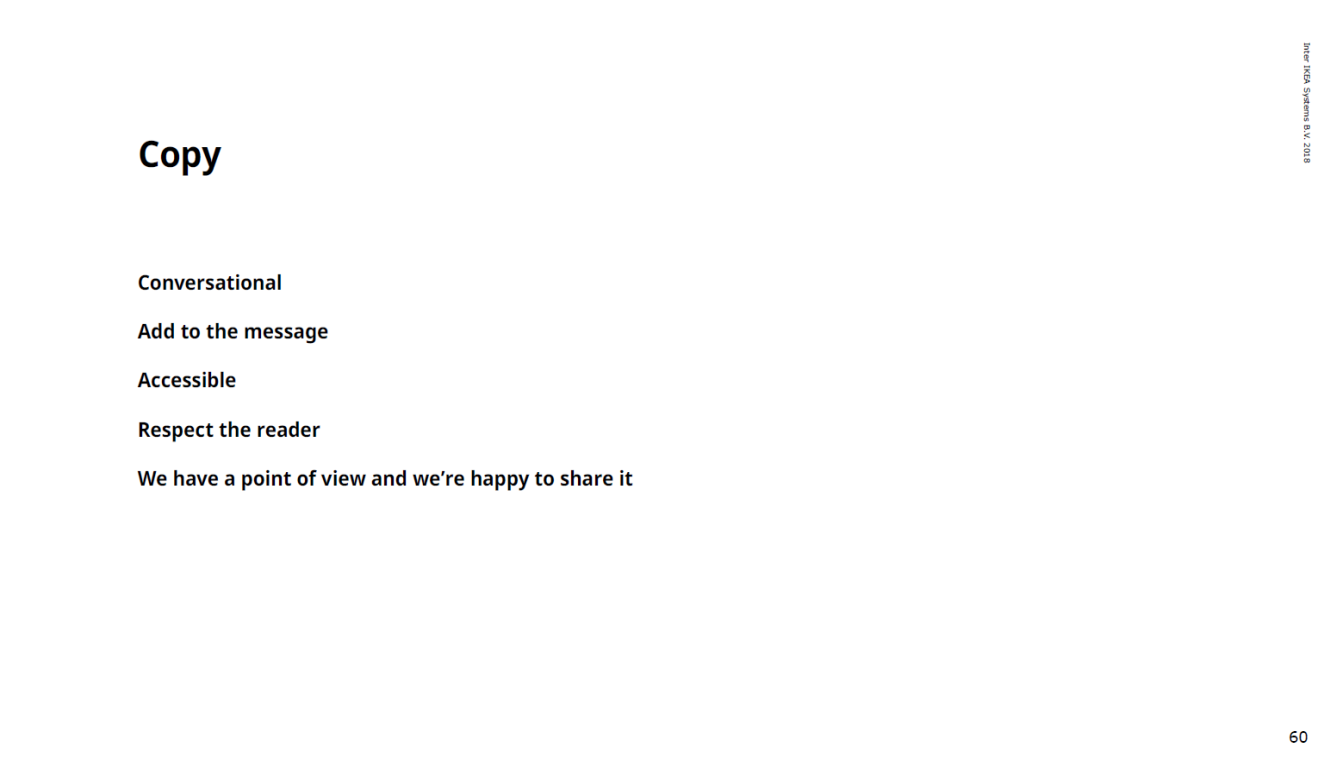 Inter IKEA Systems B.V. 2018
Copy
Conversational
Add to the message
Accessible
Respect the reader
We have a point of view and we’re happy to share it
60